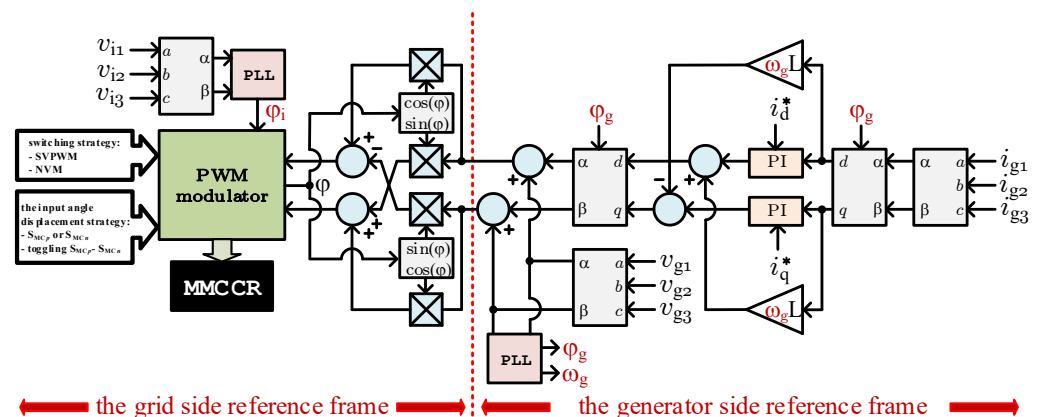 v_i1
v_i2
v_i3
a
b
c
α
β
PLL
φ_i
switching strategy:
- SVPWM
- NVM
the input angle
displacement strategy:
- S_MCp or S_MCn
- toggling S_MCp- S_MCn
PWM
modulator
MMCCR
φ
+
-
+
+
cos(φ)
sin(φ)
sin(φ)
cos(φ)
+
+
φ_g
α
β
d
q
ω_gL
i_d^*
PI
+
-
PI
i_q^*
ω_gL
φ_g
d
q
α
β
α
β
a
b
c
i_g1
i_g2
i_g3
α
β
a
b
c
v_g1
v_g2
v_g3
PLL
φ_g
ω_g
the grid side reference frame
the generator side reference frame